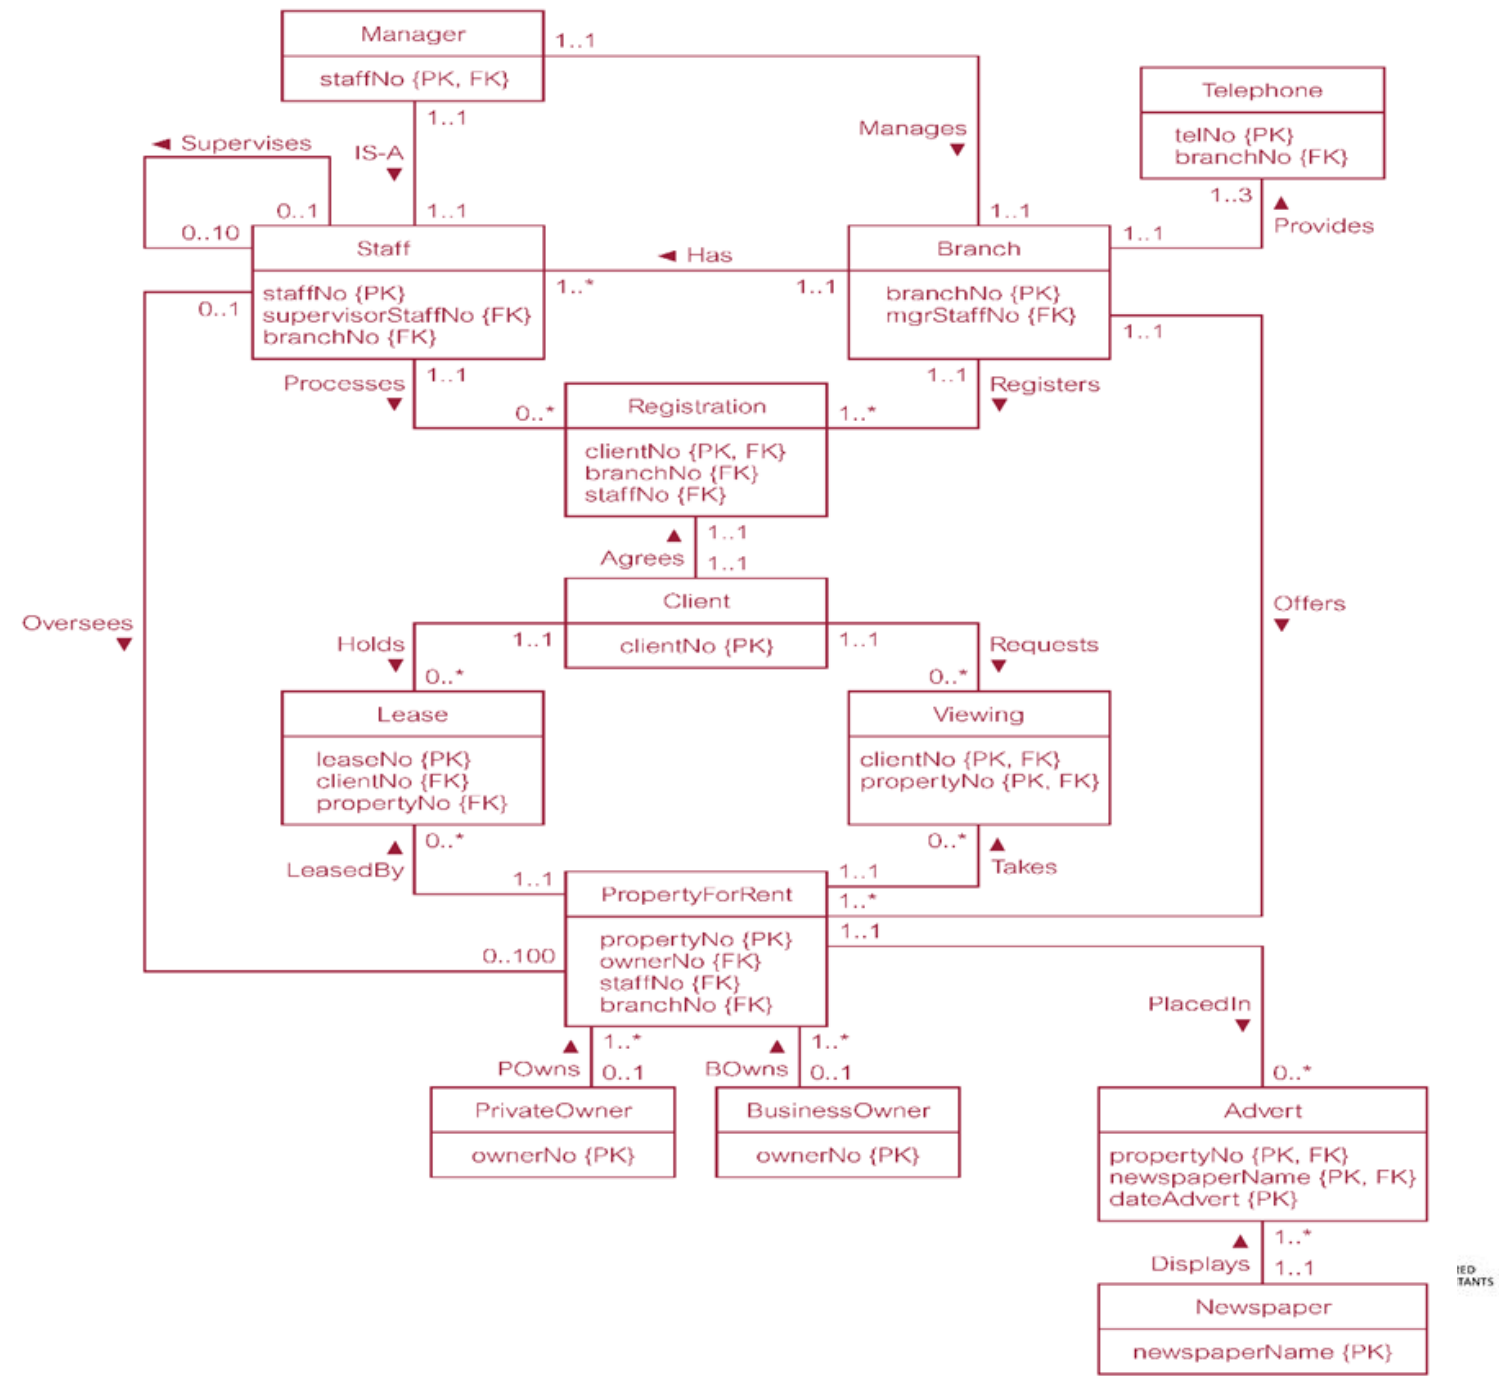 Manager
1..1
staffNo {PK, FK}
Telephone
telNo {PK}
branchNo {FK}
1..1
Manages
IS-A
Supervises
1..3
Provides
0..1
1..1
1..1
0..10
1..1
Staff
Has
Branch
staffNo {PK}
supervisorStaffNo {FK}
branchNo {FK}
1..*
1..1
branchNo {PK}
mgrStaffNo {FK}
0..1
1..1
Processes
1..1
1..1
Registers
0..*
Registration
1..*
clientNo {PK, FK}
branchNo {FK}
staffNo {FK}
1..1
Agrees
1..1
Client
clientNo {PK}
Oversees
Offers
Holds
1..1
1..1
Requests
0..*
0..*
Lease
leaseNo {PK}
clientNo {FK}
propertyNo {FK}
Viewing
clientNo {PK, FK}
propertyNo {PK, FK}
0..*
0..*
LeasedBy
Takes
1..1
1..1
PropertyForRent
1..*
1..1
propertyNo {PK}
ownerNo {FK}
staffNo {FK}
branchNo {FK}
0..100
PlacedIn
1..*
1..*
POwns
0..1
BOwns
0..1
0..*
PrivateOwner
ownerNo {PK}
BusinessOwner
ownerNo {PK}
Advert
propertyNo {PK, FK}
newspaperName {PK, FK}
dateAdvert {PK}
1..*
Displays
1..1
Newspaper
newspaperName {PK}
TANTS